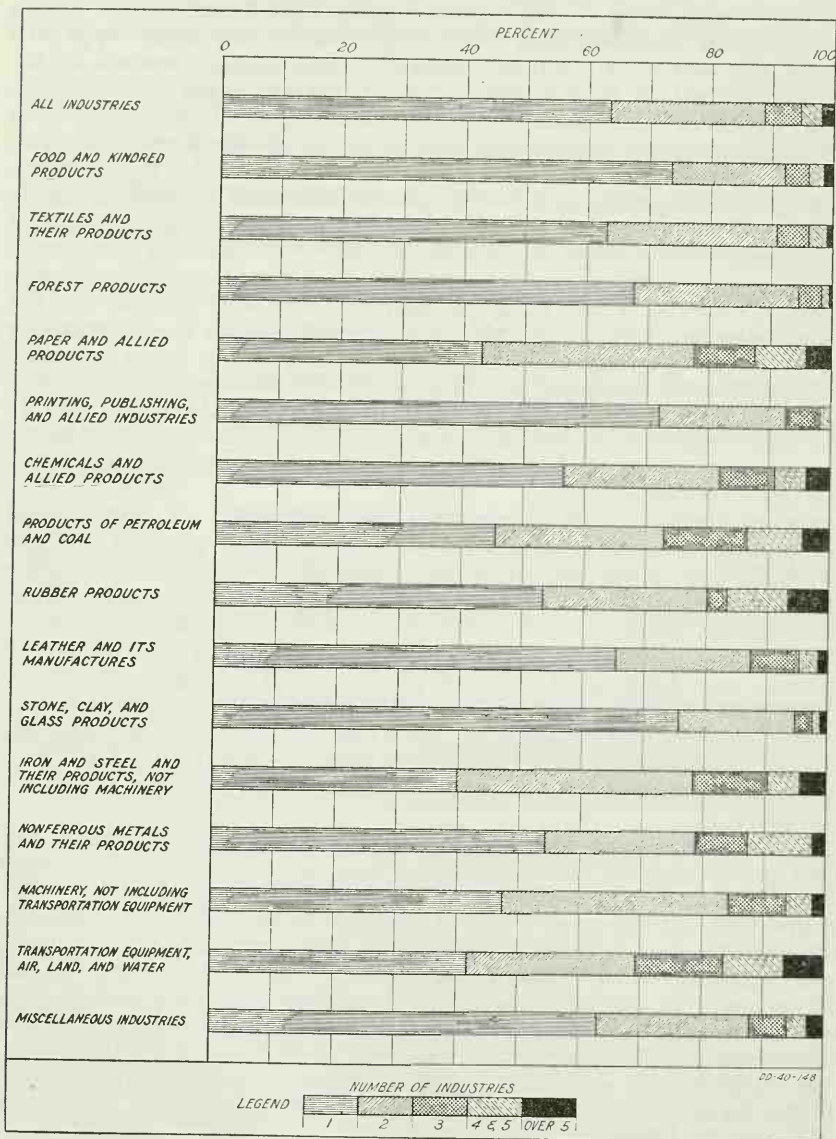 PERCENT
0 20 40 60 80 100
ALL INDUSTRIES
FOOD AND KINDRED
PRODUCTS
TEXTILES AND
THEIR PRODUCTS
FOREST PRODUCTS
PAPER AND ALLIED
PRODUCTS
PRINTING, PUBLISHING,
AND ALLIED INDUSTRIES
CHEMICALS AND
ALLIED PRODUCTS
PRODUCTS OF PETROLEUM
AND COAL
RUBBER PRODUCTS
LEATHER AND ITS
MANUFACTURES
STONE, CLAY, AND
GLASS PRODUCTS
IRON AND STEEL AND
THEIR PRODUCTS, NOT
INCLUDING MACHINERY
NONFERROUS METALS
AND THEIR PRODUCTS
MACHINERY, NOT INCLUDING
TRANSPORTATION EQUIPMENT
TRANSPORTATION EQUIPMENT,
AIR, LAND, AND WATER
MISCELLANEOUS INDUSTRIES
DD-40-148
NUMBER OF INDUSTRIES
LEGEND
1 2 3 4 & 5 OVER 5